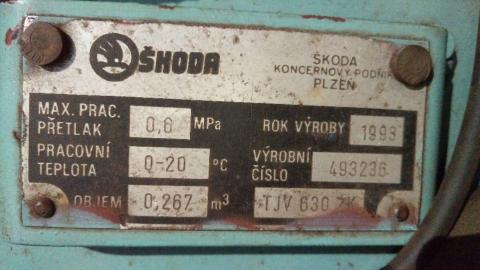 ŠKODA
ŠKODA
KONCERNOVÝ PODNIK
PLZEŇ
MAX. PRAC. PŘETLAK 0,6 MPa
ROK VÝROBY 1993
PRACOVNÍ TEPLOTA 0-20 °C
VÝROBNÍ ČÍSLO 493236
OBJEM 0,267 m³
TJV 630 ŽK